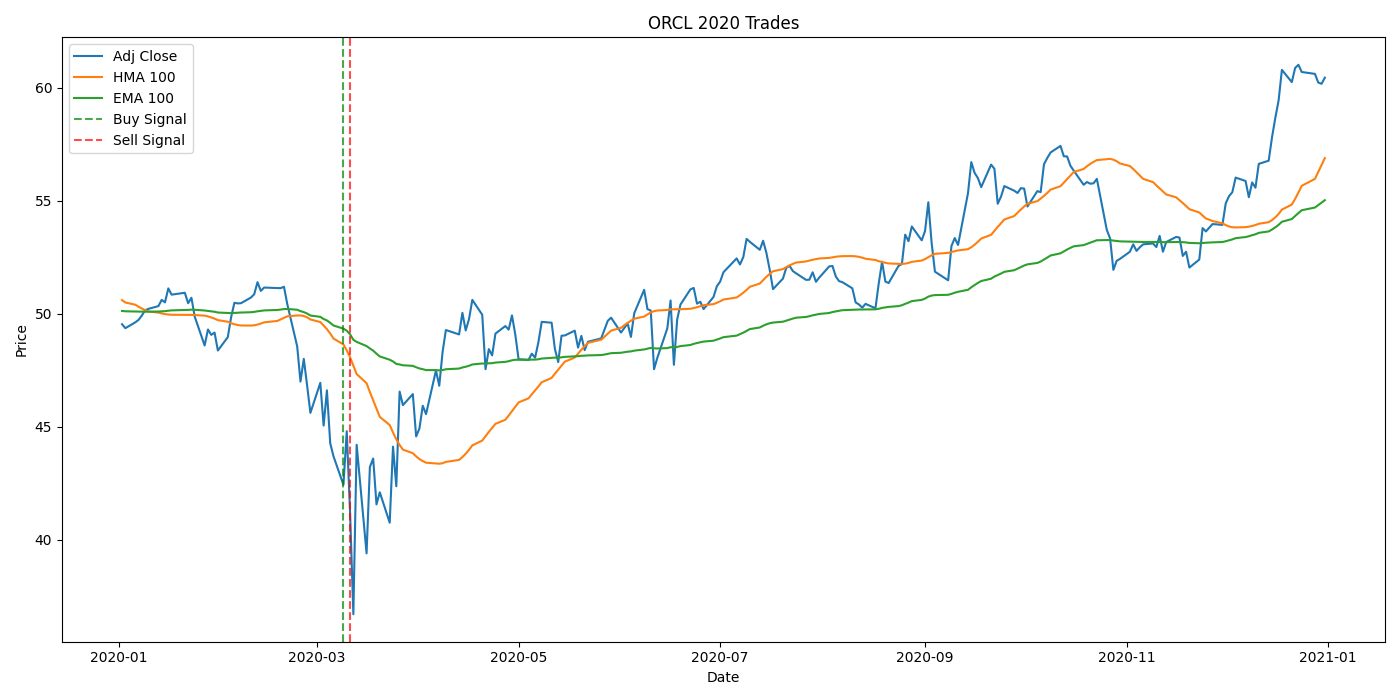 ORCL 2020 Trades
Adj Close
HMA 100
EMA 100
Buy Signal
Sell Signal
60
55
50
45
40
Price
2020-01
2020-03
2020-05
2020-07
2020-09
2020-11
2021-01
Date